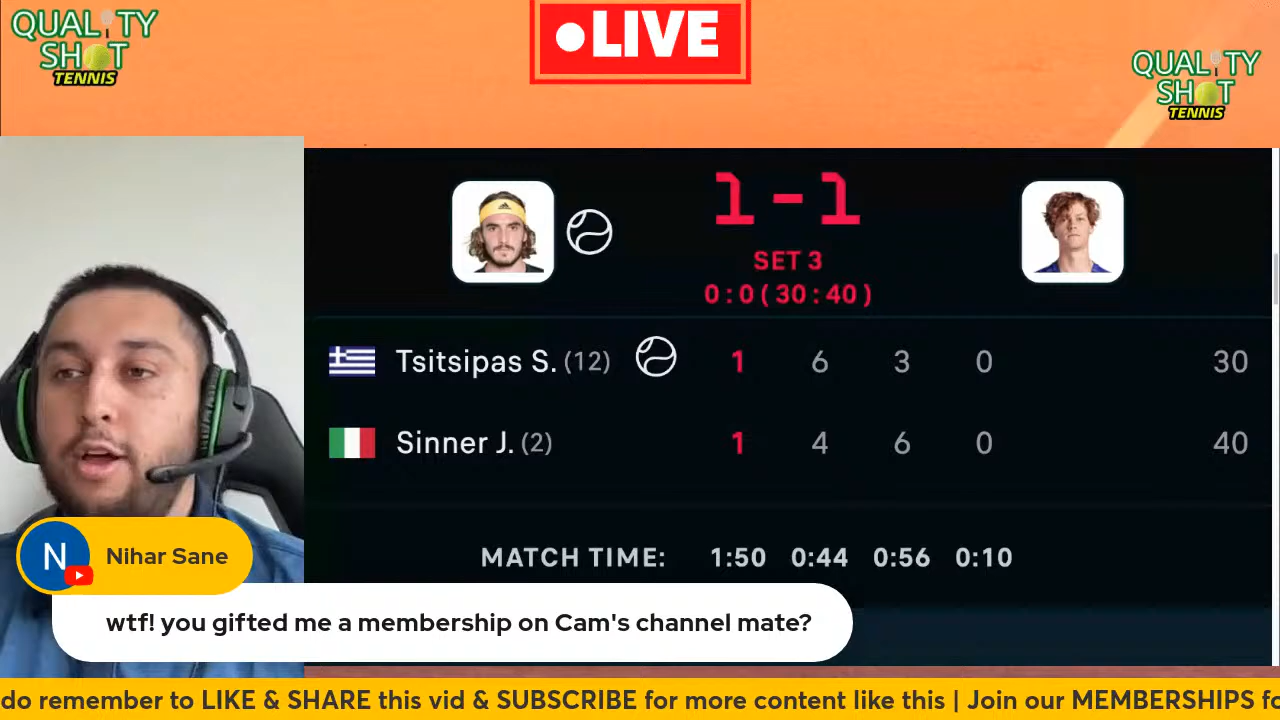 QUALITY
SHOT
TENNIS
LIVE
QUALITY
SHOT
TENNIS
1 - 1
SET 3
0 : 0 ( 30 : 40 )
Tsitsipas S. (12) 1 6 3 0 30
Sinner J. (2) 1 4 6 0 40
MATCH TIME: 1:50 0:44 0:56 0:10
N
Nihar Sane
wtf! you gifted me a membership on Cam's channel mate?
do remember to LIKE & SHARE this vid & SUBSCRIBE for more content like this | Join our MEMBERSHIPS fo